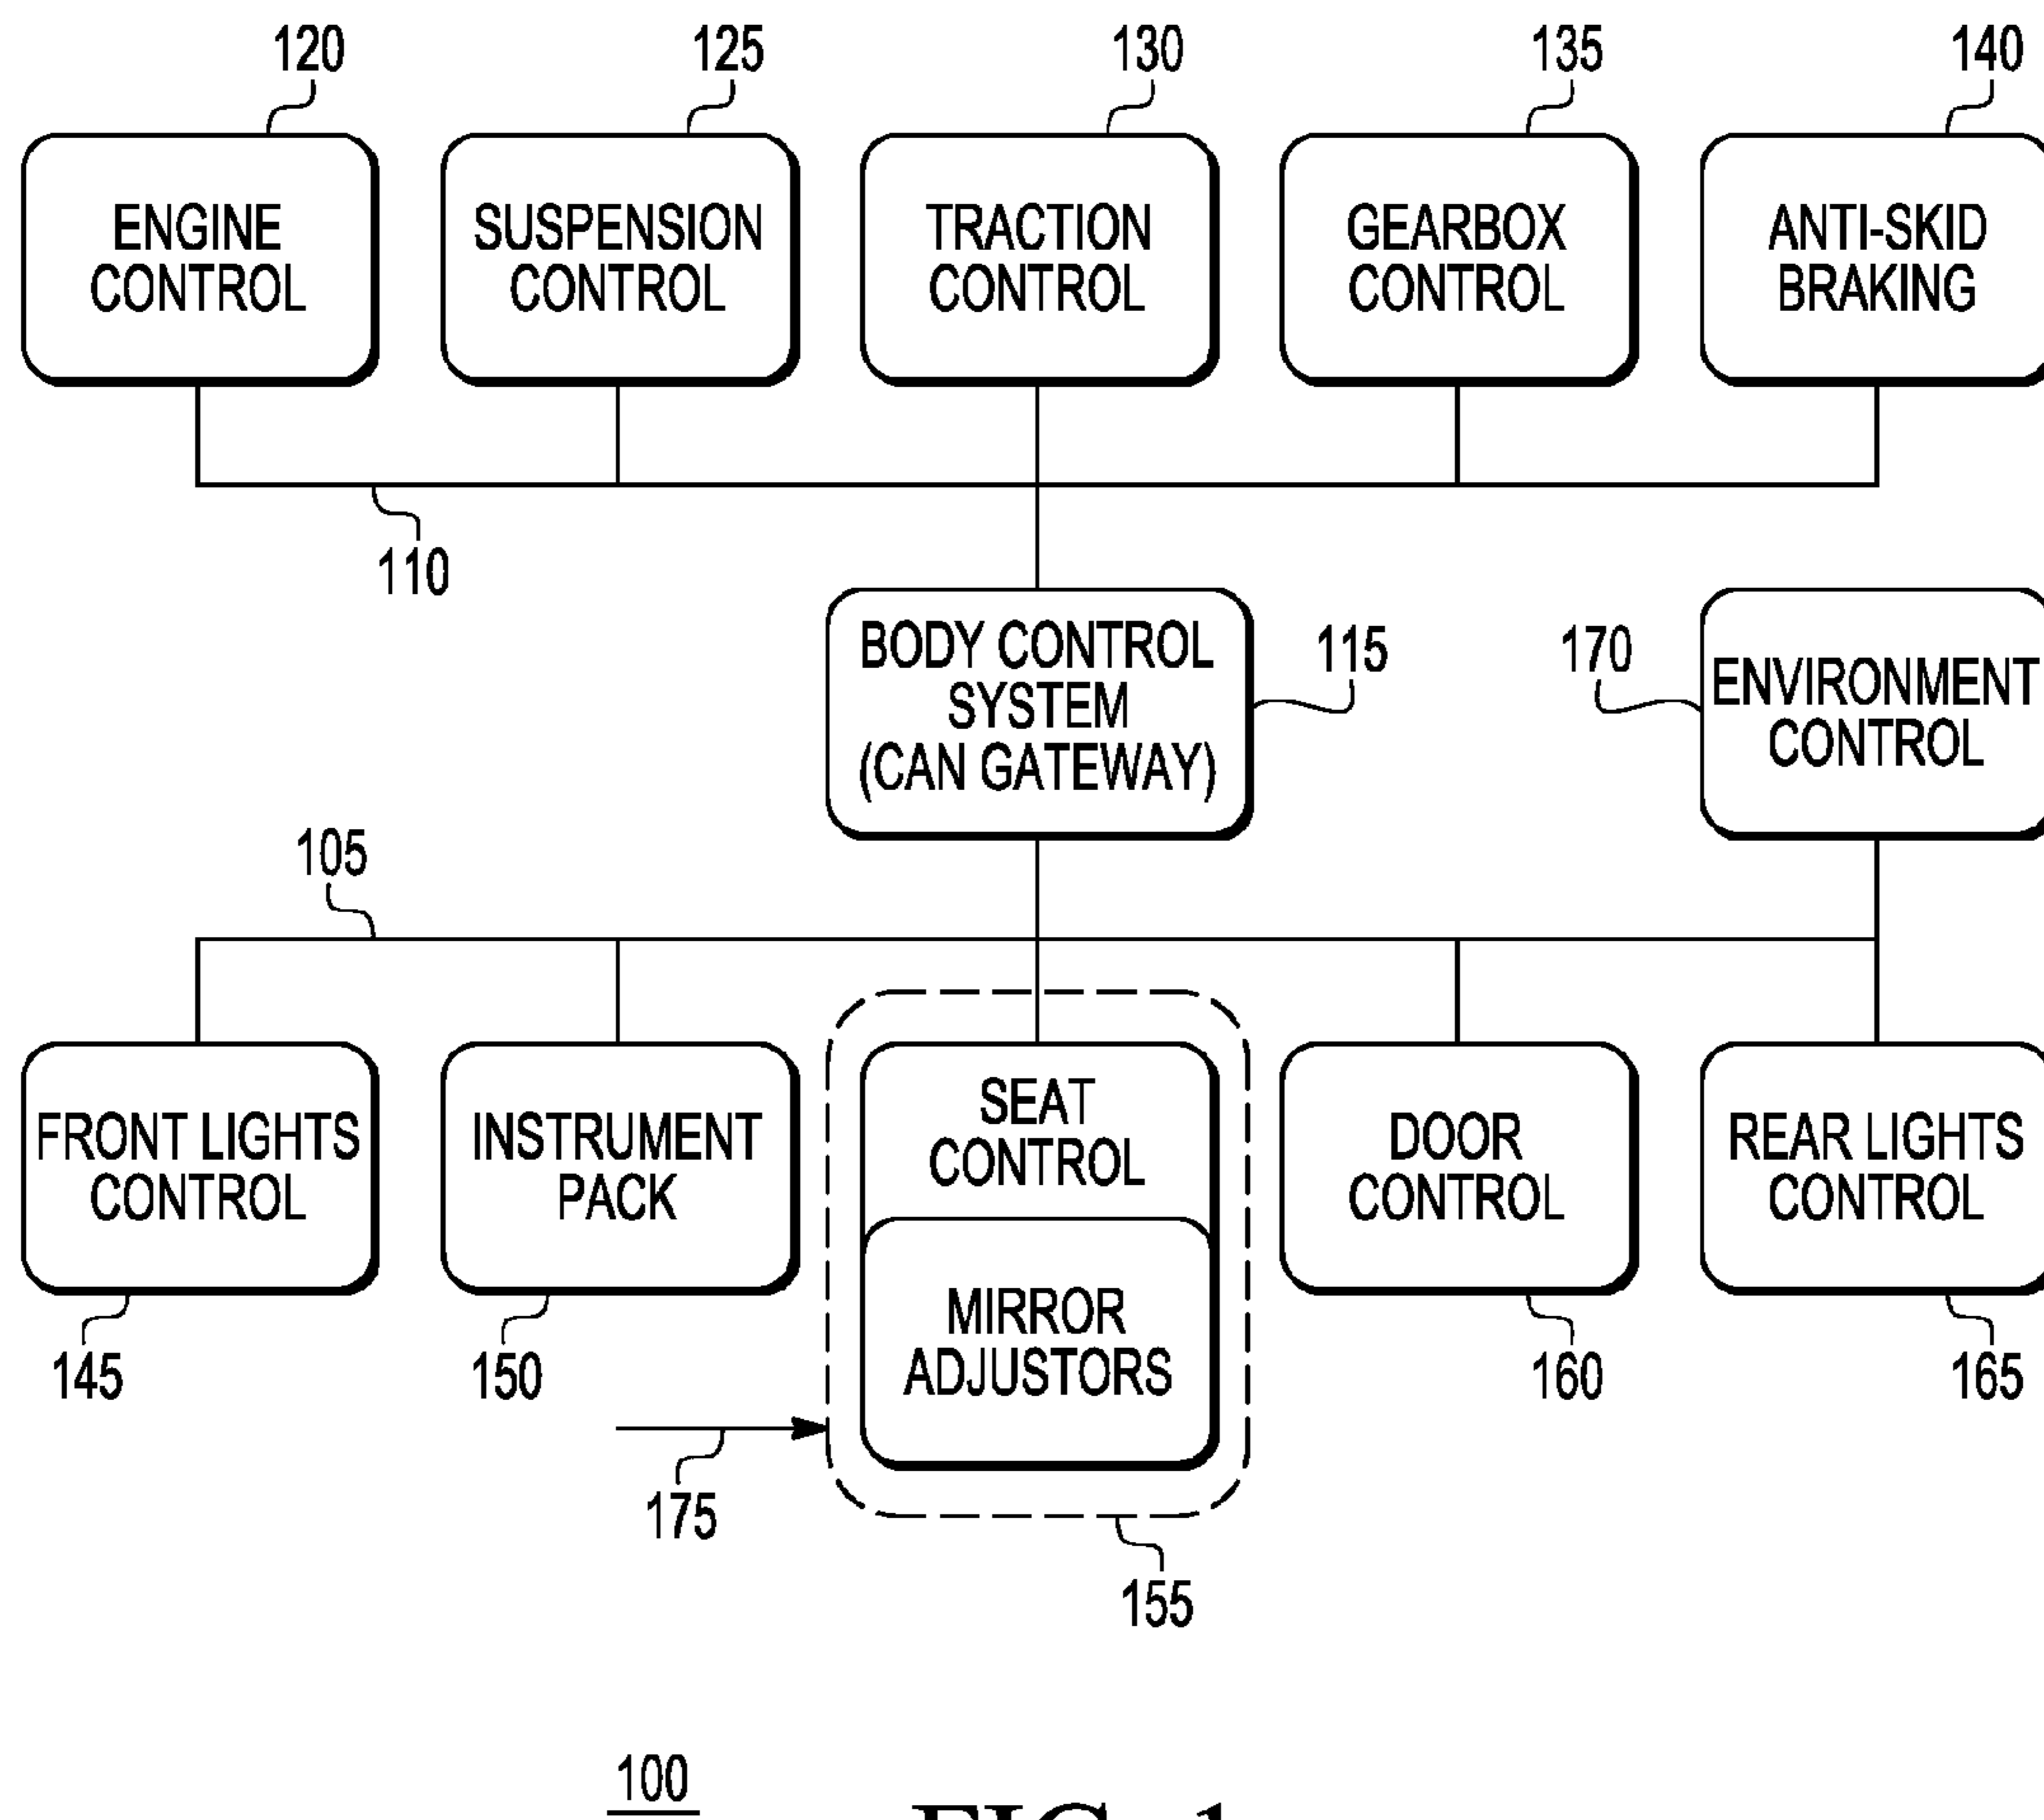 120 125 130 135 140
ENGINE
CONTROL
SUSPENSION
CONTROL
TRACTION
CONTROL
GEARBOX
CONTROL
ANTI-SKID
BRAKING
110
BODY CONTROL
SYSTEM
(CAN GATEWAY)
115
170
ENVIRONMENT
CONTROL
105
FRONT LIGHTS
CONTROL
INSTRUMENT
PACK
SEAT
CONTROL
MIRROR
ADJUSTORS
DOOR
CONTROL
REAR LIGHTS
CONTROL
145 150 160 165
175
155
100
FIG. 1